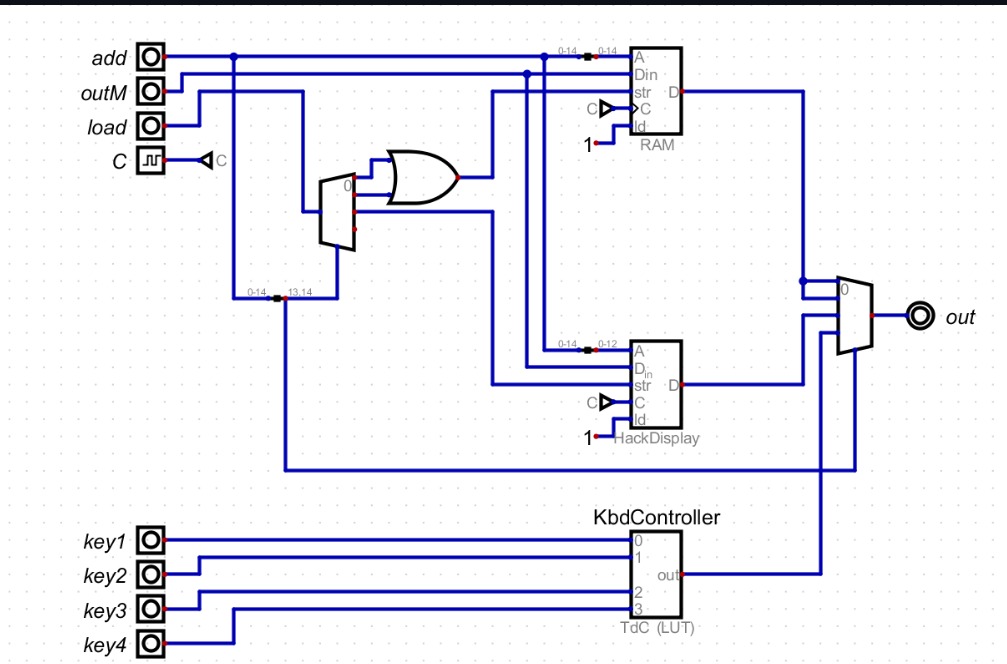 add
outM
load
C
C
0-14
0-14
A
Din
str
C
C
ld
1
D
RAM
0
0-14
13,14
0
out
0-14
0-12
A
Din
str
C
C
ld
1
D
HackDisplay
KbdController
key1
key2
key3
key4
0
1
2
3
out
TdC (LUT)